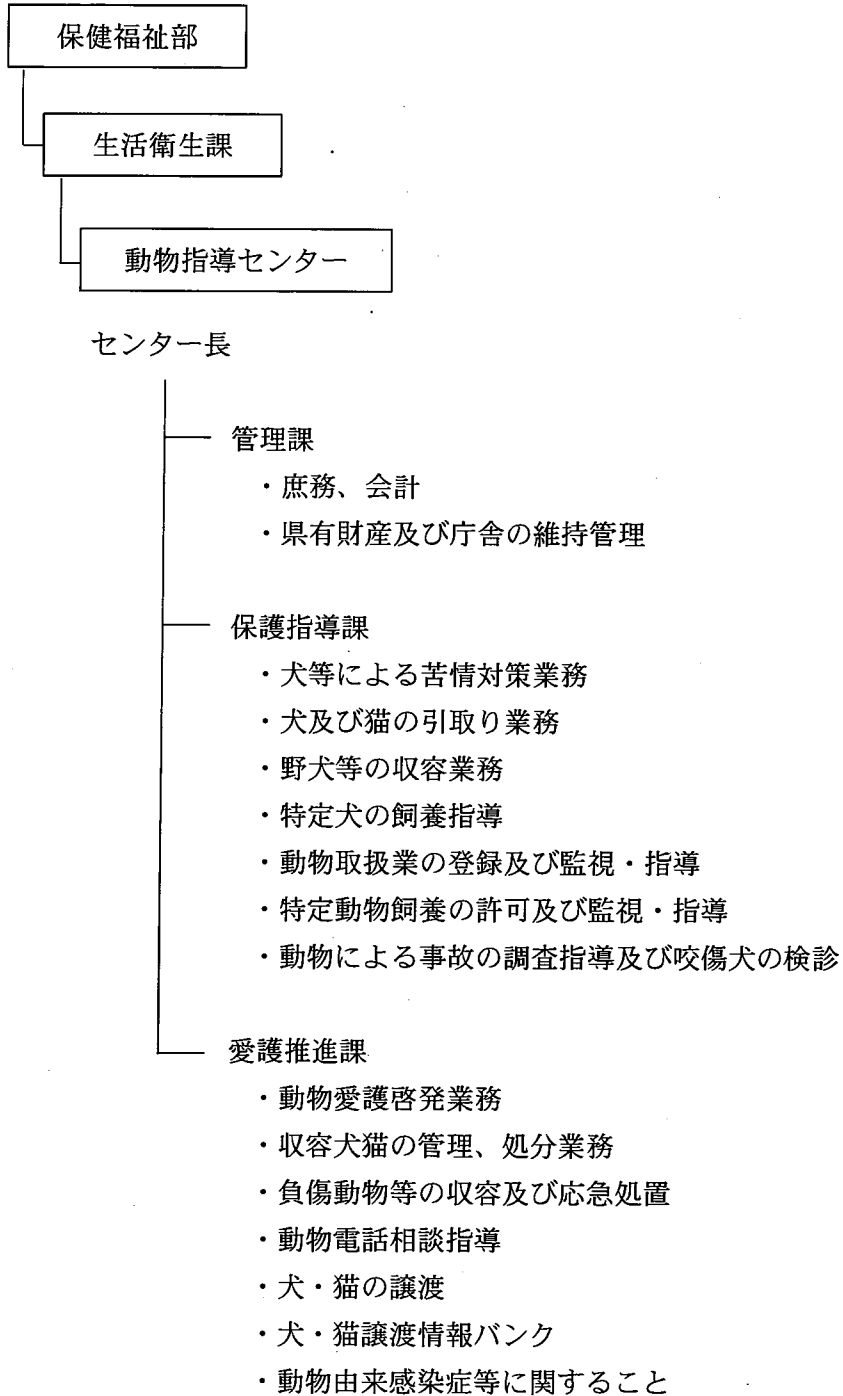 保健福祉部
生活衛生課
動物指導センター
センター長
管理課
・庶務、会計
・県有財産及び庁舎の維持管理
保護指導課
・犬等による苦情対策業務
・犬及び猫の引取り業務
・野犬等の収容業務
・特定犬の飼養指導
・動物取扱業の登録及び監視・指導
・特定動物飼養の許可及び監視・指導
・動物による事故の調査指導及び咬傷犬の検診
愛護推進課
・動物愛護啓発業務
・収容犬猫の管理、処分業務
・負傷動物等の収容及び応急処置
・動物電話相談指導
・犬・猫の譲渡
・犬・猫譲渡情報バンク
・動物由来感染症等に関すること